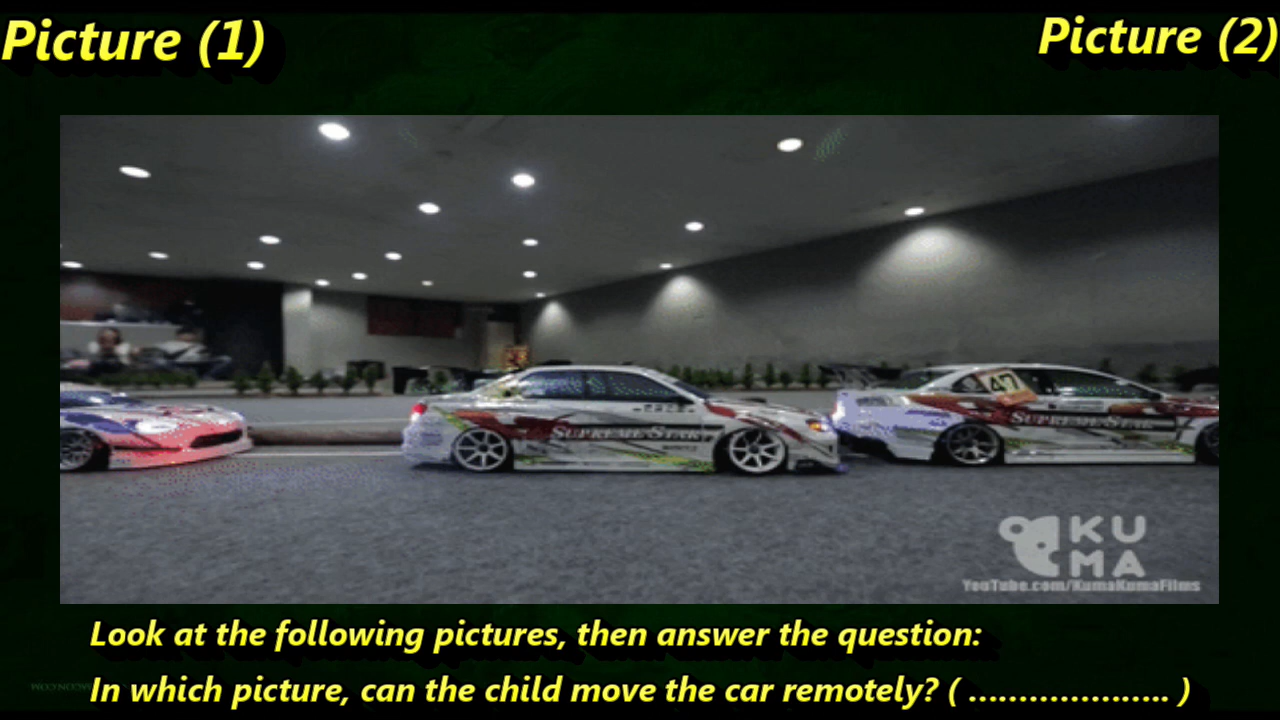 Picture (1)
Picture (2)
47
SUPREME STAR
SUPREME STAR
KU
MA
YouTube.com/KumaKumaFilms
Look at the following pictures, then answer the question:
In which picture, can the child move the car remotely? ( .................... )